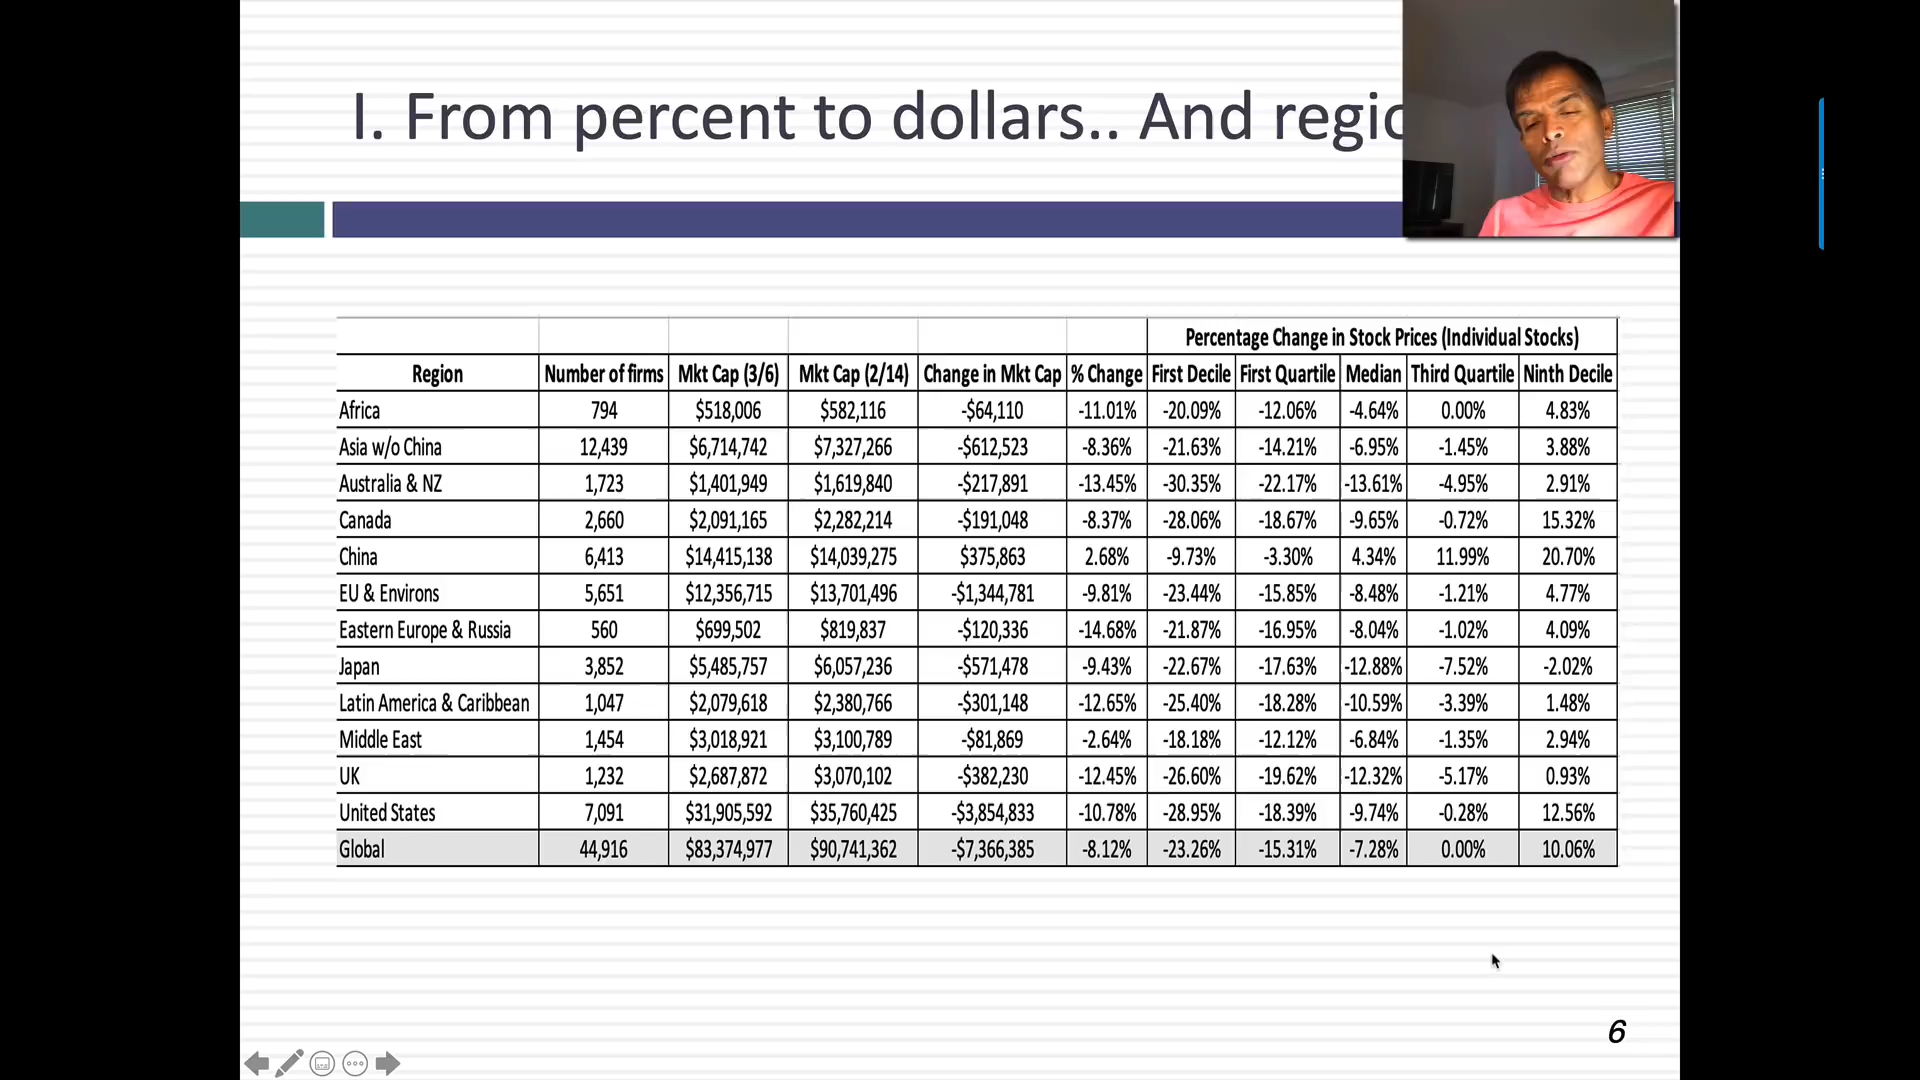 I. From percent to dollars.. And regio
Percentage Change in Stock Prices (Individual Stocks)
Region Number of firms Mkt Cap (3/6) Mkt Cap (2/14) Change in Mkt Cap % Change First Decile First Quartile Median Third Quartile Ninth Decile
Africa 794 $518,006 $582,116 -$64,110 -11.01% -20.09% -12.06% -4.64% 0.00% 4.83%
Asia w/o China 12,439 $6,714,742 $7,327,266 -$612,523 -8.36% -21.63% -14.21% -6.95% -1.45% 3.88%
Australia & NZ 1,723 $1,401,949 $1,619,840 -$217,891 -13.45% -30.35% -22.17% -13.61% -4.95% 2.91%
Canada 2,660 $2,091,165 $2,282,214 -$191,048 -8.37% -28.06% -18.67% -9.65% -0.72% 15.32%
China 6,413 $14,415,138 $14,039,275 $375,863 2.68% -9.73% -3.30% 4.34% 11.99% 20.70%
EU & Environs 5,651 $12,356,715 $13,701,496 -$1,344,781 -9.81% -23.44% -15.85% -8.48% -1.21% 4.77%
Eastern Europe & Russia 560 $699,502 $819,837 -$120,336 -14.68% -21.87% -16.95% -8.04% -1.02% 4.09%
Japan 3,852 $5,485,757 $6,057,236 -$571,478 -9.43% -22.67% -17.63% -12.88% -7.52% -2.02%
Latin America & Caribbean 1,047 $2,079,618 $2,380,766 -$301,148 -12.65% -25.40% -18.28% -10.59% -3.39% 1.48%
Middle East 1,454 $3,018,921 $3,100,789 -$81,869 -2.64% -18.18% -12.12% -6.84% -1.35% 2.94%
UK 1,232 $2,687,872 $3,070,102 -$382,230 -12.45% -26.60% -19.62% -12.32% -5.17% 0.93%
United States 7,091 $31,905,592 $35,760,425 -$3,854,833 -10.78% -28.95% -18.39% -9.74% -0.28% 12.56%
Global 44,916 $83,374,977 $90,741,362 -$7,366,385 -8.12% -23.26% -15.31% -7.28% 0.00% 10.06%
6